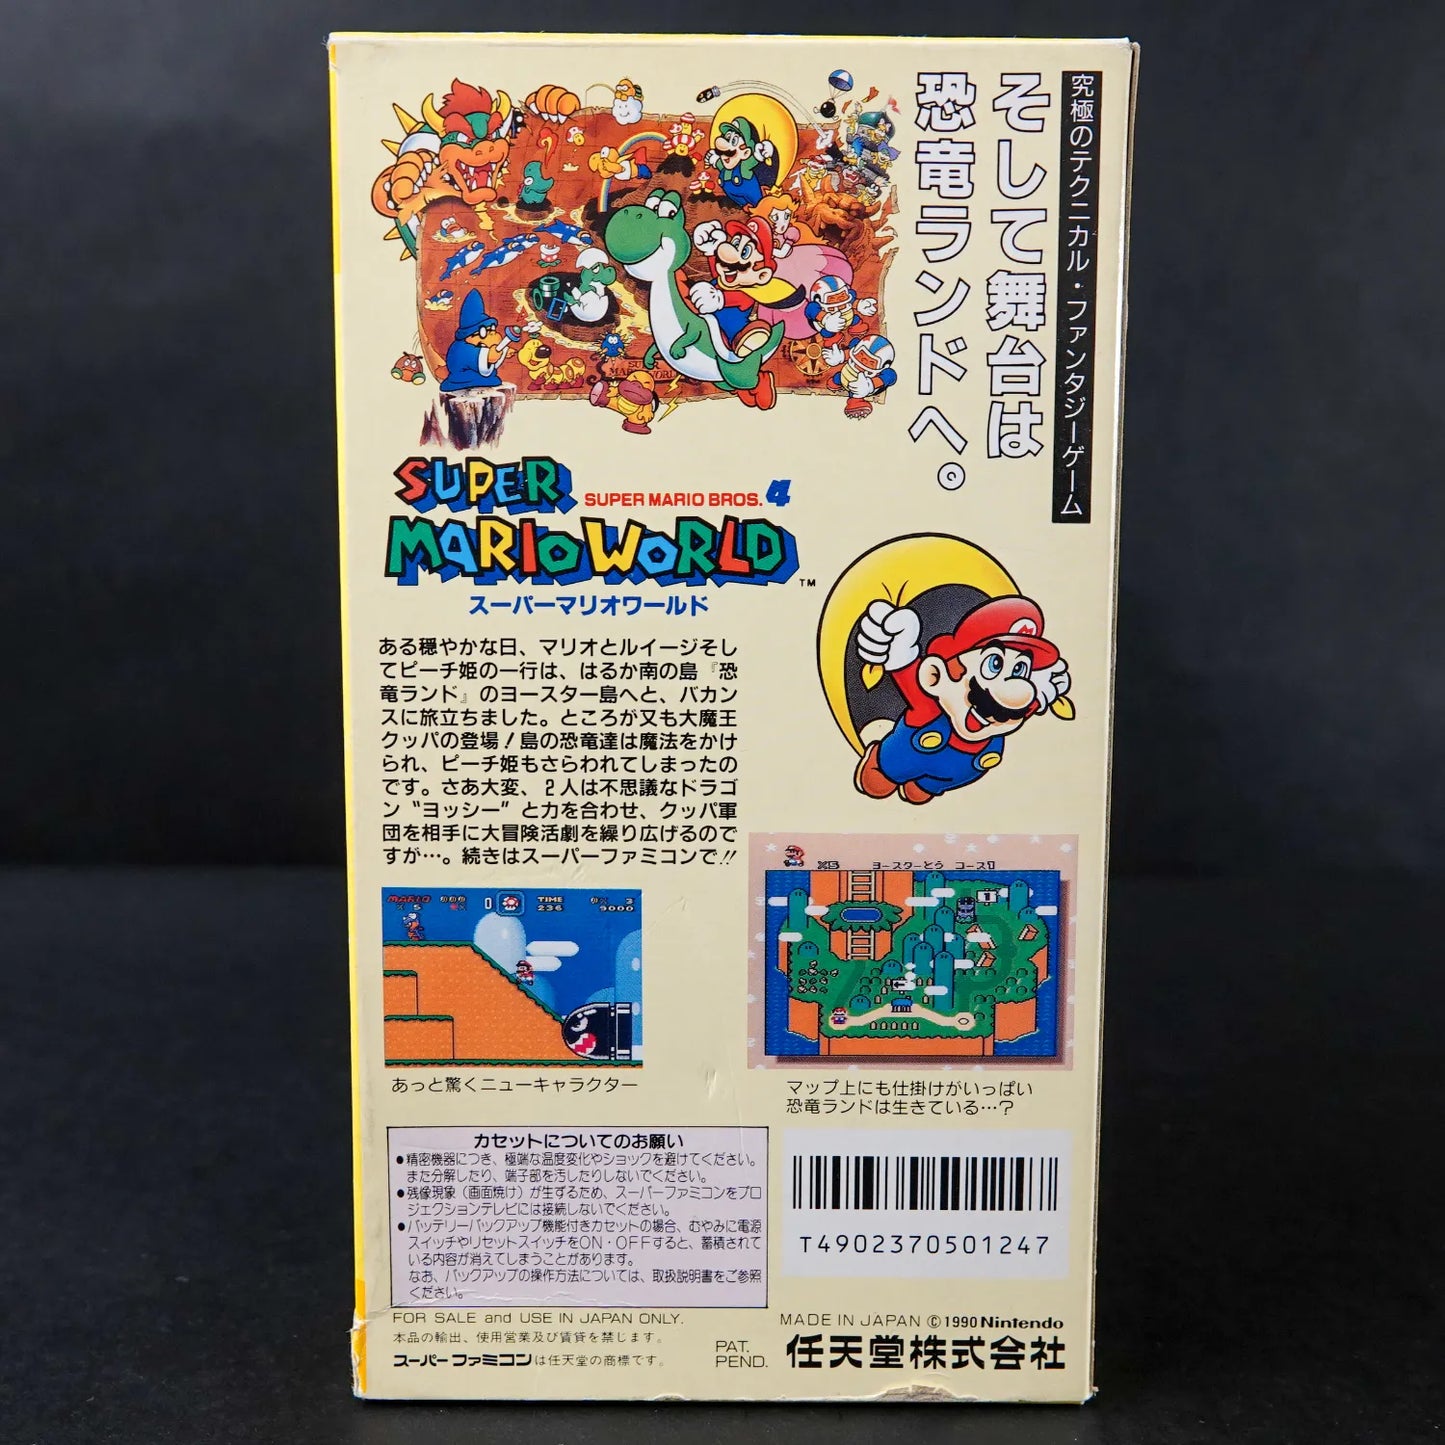 究極のテクニカル・ファンタジーゲーム
そして舞台は
恐竜ランドへ。
SUPER
SUPER MARIO BROS. 4
MARIO WORLD™
スーパーマリオワールド
ある穏やかな日、マリオとルイージそし
てピーチ姫の一行は、はるか南の島『恐
竜ランド』のヨースター島へと、バカン
スに旅立ちました。ところが又も大魔王
クッパの登場！島の恐竜達は魔法をかけ
られ、ピーチ姫もさらわれてしまったの
です。さあ大変、2人は不思議なドラゴ
ン“ヨッシー”と力を合わせ、クッパ軍
団を相手に大冒険活劇を繰り広げるので
すが…。続きはスーパーファミコンで!!
MARIO
TIME
236
9000
あっと驚くニューキャラクター
X5 ヨースターとう コース1
マップ上にも仕掛けがいっぱい
恐竜ランドは生きている…？
カセットについてのお願い
●精密機器につき、極端な温度変化やショックを避けてください。
また分解したり、端子部を汚したりしないでください。
●残像現象（画面焼け）が生ずるため、スーパーファミコンをプロ
ジェクションテレビには接続しないでください。
●バッテリーバックアップ機能付きカセットの場合、むやみに電源
スイッチやリセットスイッチをON・OFFすると、蓄積されて
いる内容が消えてしまうことがあります。
なお、バックアップの操作方法については、取扱説明書をご参照
ください。
T4902370501247
FOR SALE and USE IN JAPAN ONLY.
本品の輸出、使用営業及び賃貸を禁じます。
スーパーファミコンは任天堂の商標です。
PAT.
PEND.
MADE IN JAPAN ©1990 Nintendo
任天堂株式会社